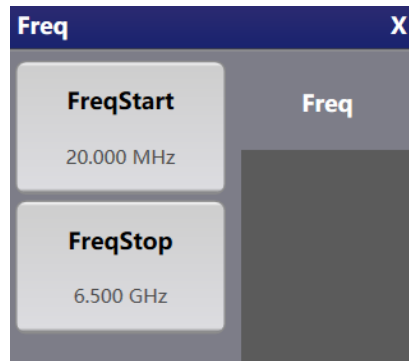 Freq X
FreqStart
20.000 MHz
Freq
FreqStop
6.500 GHz